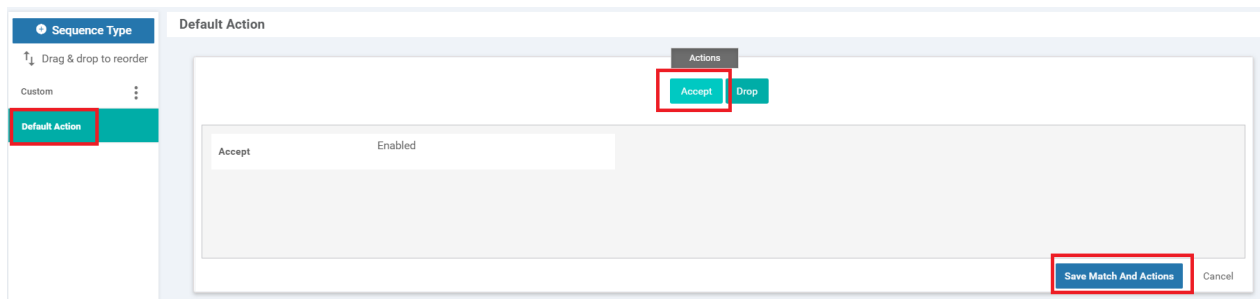 Sequence Type
Drag & drop to reorder
Custom
Default Action
Default Action
Actions
Accept Drop
Accept Enabled
Save Match And Actions Cancel